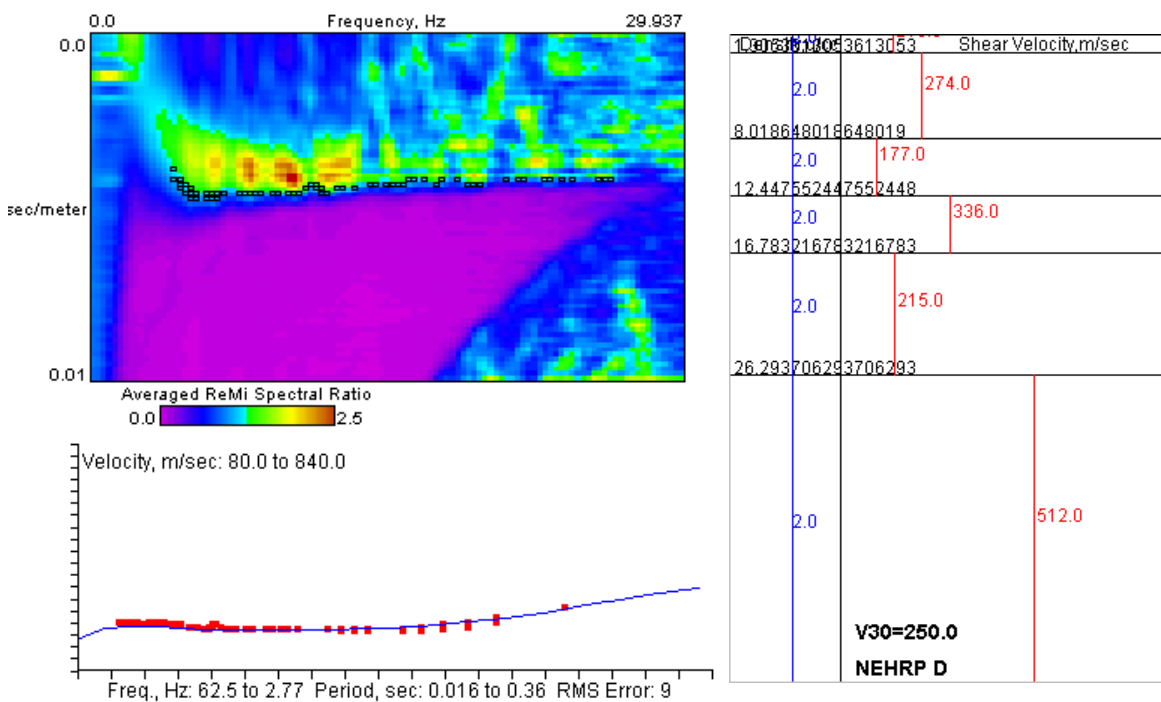 0.0 Frequency, Hz 29.937
0.0
sec/meter
0.01
Averaged ReMi Spectral Ratio
0.0 2.5
Velocity, m/sec: 80.0 to 840.0
Freq., Hz: 62.5 to 2.77 Period, sec: 0.016 to 0.36 RMS Error: 9
Shear Velocity,m/sec
2.0 274.0
8.018648018648019
2.0 177.0
12.447552447552448
2.0 336.0
16.783216783216783
2.0 215.0
26.293706293706293
2.0 512.0
V30=250.0
NEHRP D